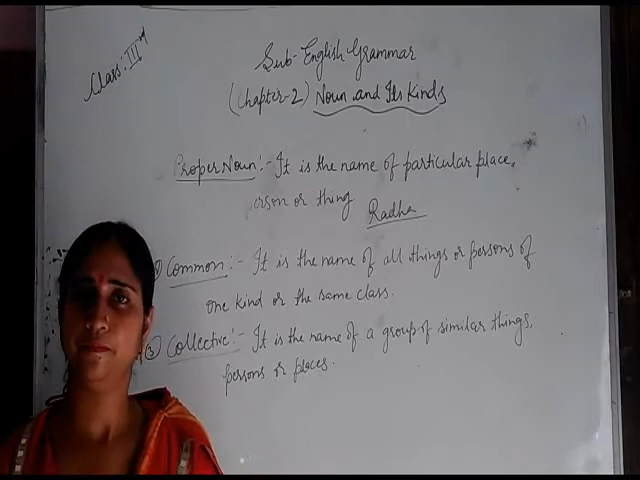 Class:- III
Sub- English Grammar
(Chapter-2) Noun and Its Kinds
Proper Noun:- It is the name of particular place,
erson or thing Radha
Common:- It is the name of all things or persons of
one kind or the same class.
③ Collective:- It is the name of a group of similar things,
persons or places.